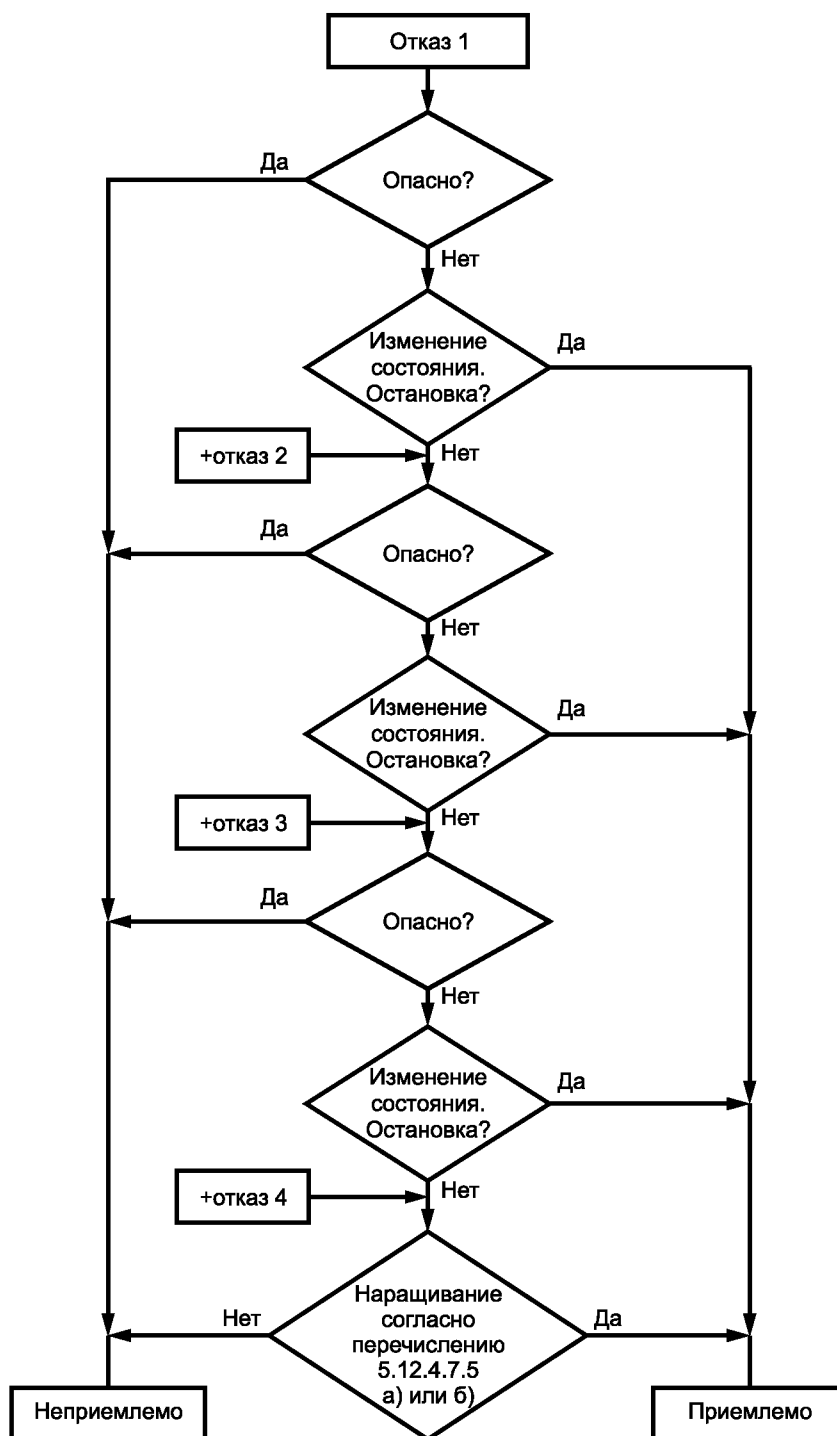 Отказ 1
Да
Опасно?
Нет
Изменение
состояния.
Остановка?
Да
+отказ 2
Нет
Да
Опасно?
Нет
Изменение
состояния.
Остановка?
Да
+отказ 3
Нет
Да
Опасно?
Нет
Изменение
состояния.
Остановка?
Да
+отказ 4
Нет
Нет
Наращивание
согласно
перечислению
5.12.4.7.5
а) или б)
Да
Неприемлемо
Приемлемо